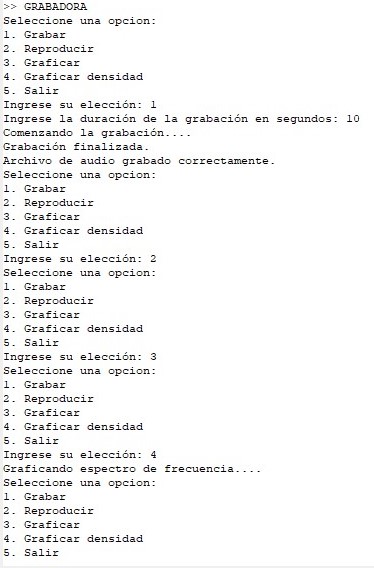 >> GRABADORA
Seleccione una opcion:
1. Grabar
2. Reproducir
3. Graficar
4. Graficar densidad
5. Salir
Ingrese su elección: 1
Ingrese la duración de la grabación en segundos: 10
Comenzando la grabación....
Grabación finalizada.
Archivo de audio grabado correctamente.
Seleccione una opcion:
1. Grabar
2. Reproducir
3. Graficar
4. Graficar densidad
5. Salir
Ingrese su elección: 2
Seleccione una opcion:
1. Grabar
2. Reproducir
3. Graficar
4. Graficar densidad
5. Salir
Ingrese su elección: 3
Seleccione una opcion:
1. Grabar
2. Reproducir
3. Graficar
4. Graficar densidad
5. Salir
Ingrese su elección: 4
Graficando espectro de frecuencia....
Seleccione una opcion:
1. Grabar
2. Reproducir
3. Graficar
4. Graficar densidad
5. Salir